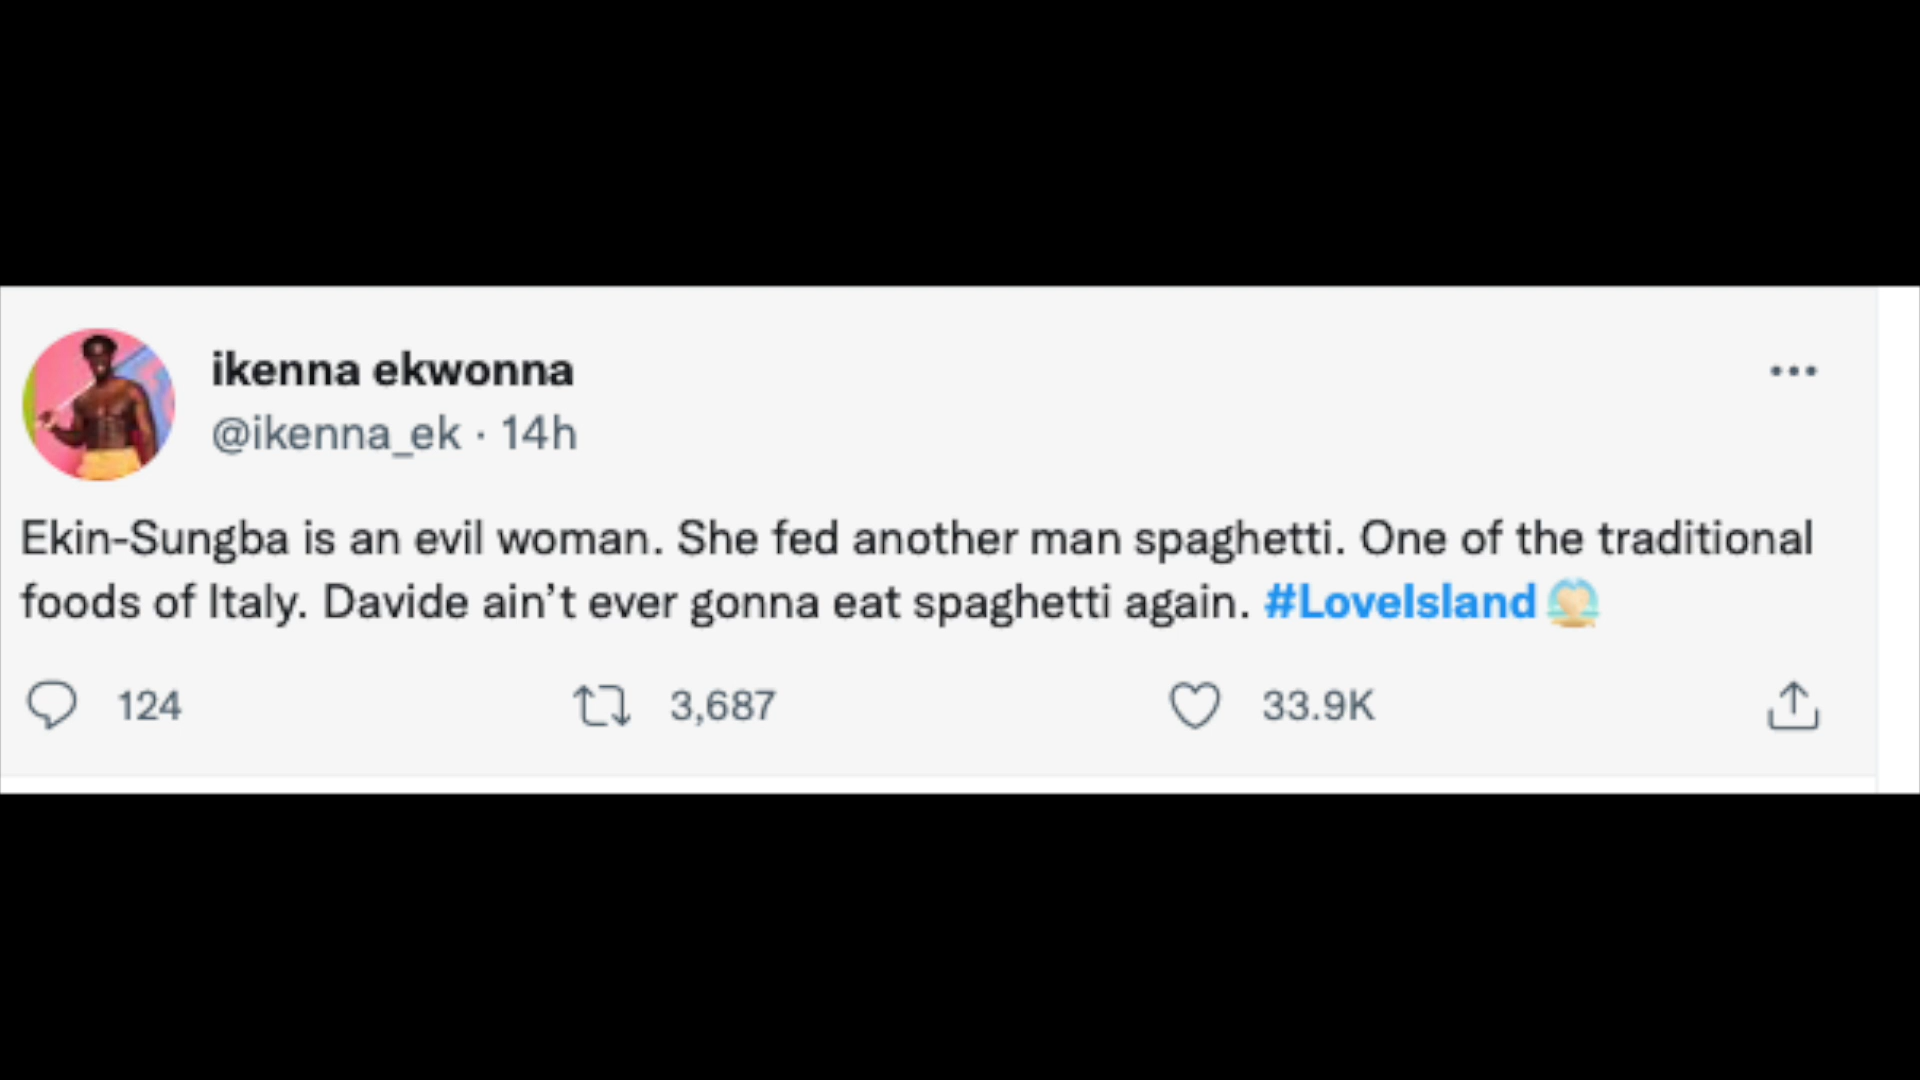 ikenna ekwonna
@ikenna_ek · 14h
Ekin-Sungba is an evil woman. She fed another man spaghetti. One of the traditional
foods of Italy. Davide ain’t ever gonna eat spaghetti again. #LoveIsland
124 3,687 33.9K